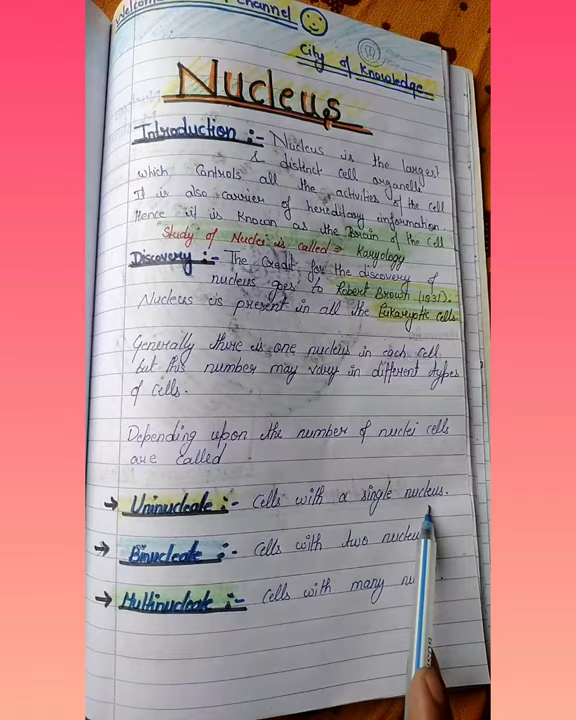 Welcome Channel
City of Knowledge
Nucleus
Introduction :- Nucleus is the largest
& distinct cell organell
which controls all the activities of the cell
It is also carrier of hereditary information
Hence it is known as the Brain of the cell
Study of Nuclei is called => Karyology
Discovery :- The credit for the discovery of
nucleus goes to Robert Brown (1931).
Nucleus is present in all the Eukaryotic cells
Generally there is one nucleus in each cell
but this number may vary in different types
of cells.
Depending upon the number of nuclei cells
are called
→ Uninucleate :- cells with a single nucleus.
→ Binucleate :- cells with two
→ Multinucleate :- cells with many